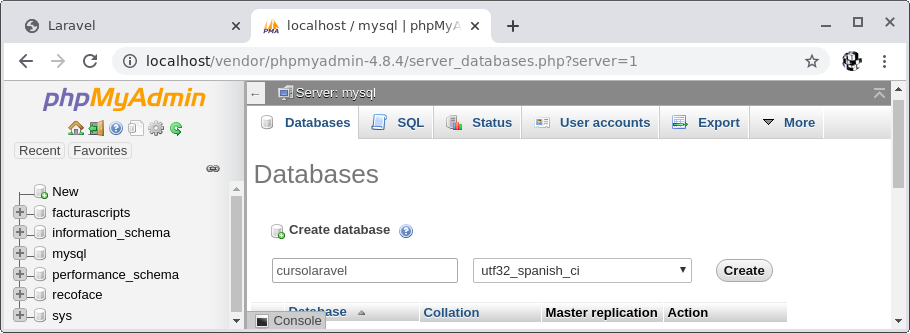 Laravel
localhost / mysql | phpMyA
localhost/vendor/phpmyadmin-4.8.4/server_databases.php?server=1
phpMyAdmin
Recent Favorites
New
facturascripts
information_schema
mysql
performance_schema
recoface
sys
Server: mysql
Databases SQL Status User accounts Export More
Databases
Create database
cursolaravel utf32_spanish_ci Create
Database Collation Master replication Action
Console